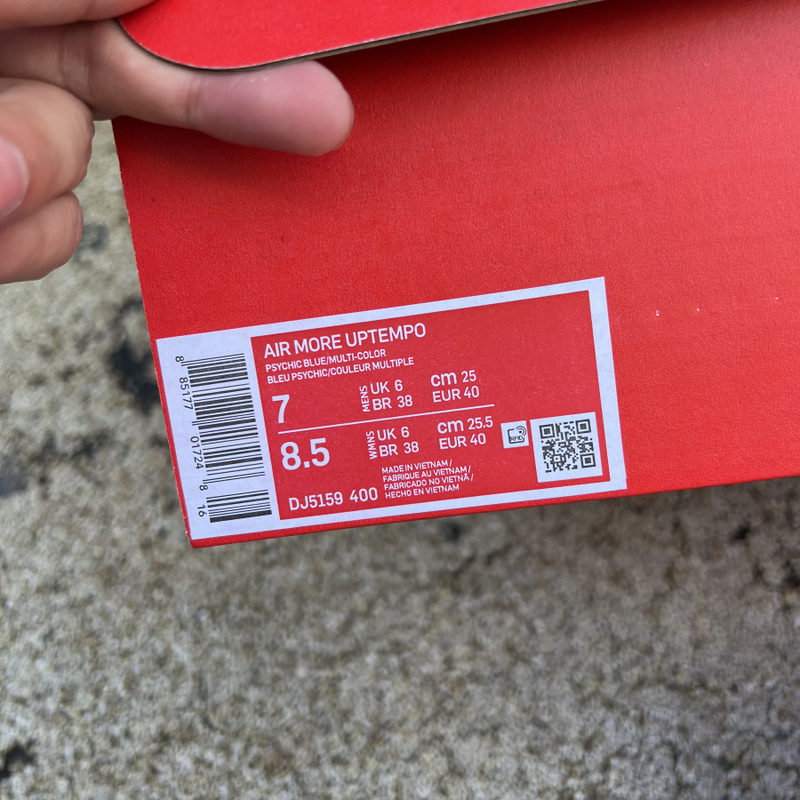 AIR MORE UPTEMPO
PSYCHIC BLUE/MULTI-COLOR
BLEU PSYCHIC/COULEUR MULTIPLE
7 MENS UK 6 cm 25
BR 38 EUR 40
8.5 WMNS UK 6 cm 25.5
BR 38 EUR 40
RFID
MADE IN VIETNAM /
FABRIQUE AU VIETNAM /
FABRICADO NO VIETNÃ /
HECHO EN VIETNAM
DJ5159 400
8 85177 01724 8 16